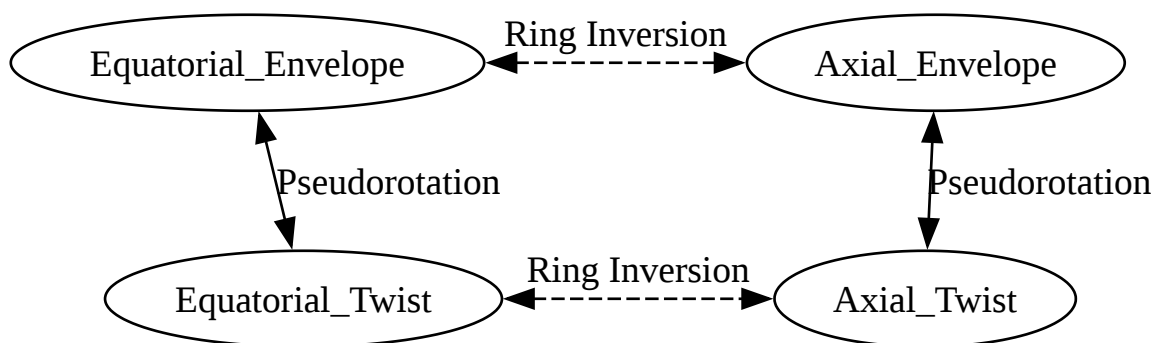 Ring Inversion
Equatorial_Envelope
Axial_Envelope
Pseudorotation
Pseudorotation
Ring Inversion
Equatorial_Twist
Axial_Twist